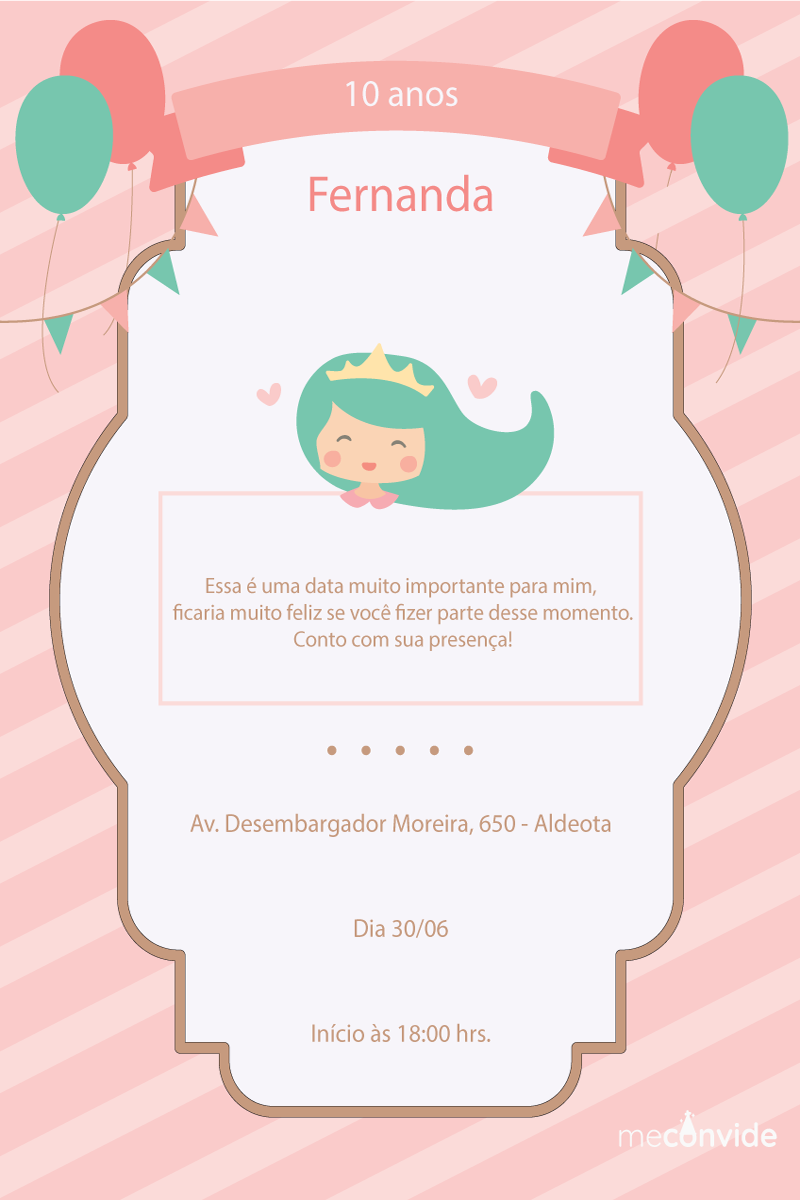 10 anos
Fernanda
Essa é uma data muito importante para mim,
ficaria muito feliz se você fizer parte desse momento.
Conto com sua presença!
Av. Desembargador Moreira, 650 - Aldeota
Dia 30/06
Início às 18:00 hrs.
meconvide